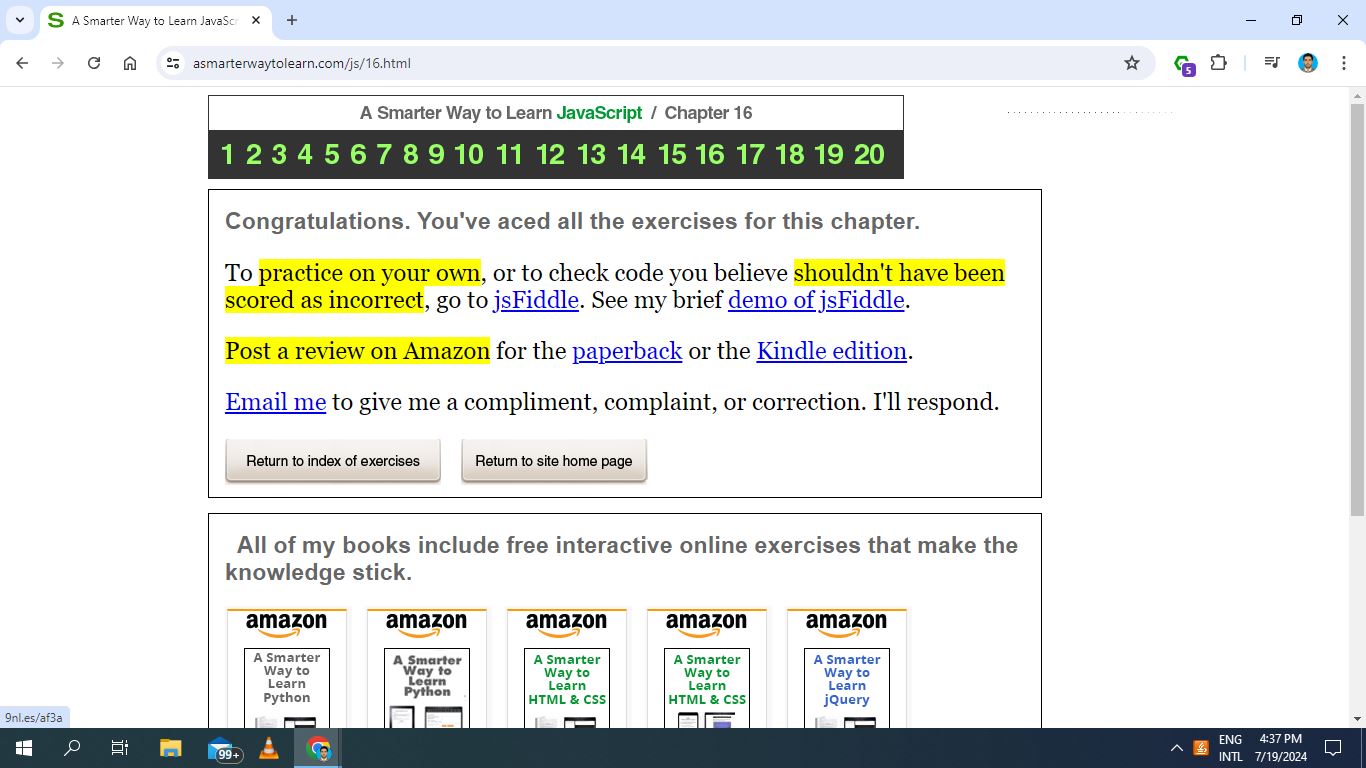 A Smarter Way to Learn JavaScr
asmarterwaytolearn.com/js/16.html
5
A Smarter Way to Learn JavaScript / Chapter 16
1 2 3 4 5 6 7 8 9 10 11 12 13 14 15 16 17 18 19 20
Congratulations. You've aced all the exercises for this chapter.
To practice on your own, or to check code you believe shouldn't have been
scored as incorrect, go to jsFiddle. See my brief demo of jsFiddle.
Post a review on Amazon for the paperback or the Kindle edition.
Email me to give me a compliment, complaint, or correction. I'll respond.
Return to index of exercises Return to site home page
All of my books include free interactive online exercises that make the
knowledge stick.
amazon amazon amazon amazon amazon
A Smarter A Smarter A Smarter A Smarter A Smarter
Way to Way to Way to Way to Way to
Learn Learn Learn Learn Learn
Python Python HTML & CSS HTML & CSS jQuery
9nl.es/af3a
99+
ENG 4:37 PM
INTL 7/19/2024